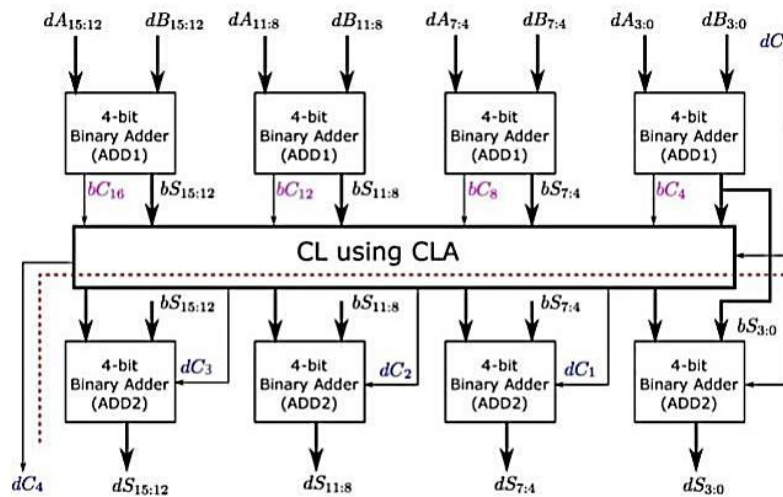 dA₁₅:₁₂ dB₁₅:₁₂ dA₁₁:₈ dB₁₁:₈ dA₇:₄ dB₇:₄ dA₃:₀ dB₃:₀
dC
4-bit 4-bit 4-bit 4-bit
Binary Adder Binary Adder Binary Adder Binary Adder
(ADD1) (ADD1) (ADD1) (ADD1)
bC₁₆ bS₁₅:₁₂ bC₁₂ bS₁₁:₈ bC₈ bS₇:₄ bC₄
CL using CLA
bS₁₅:₁₂ bS₁₁:₈ bS₇:₄ bS₃:₀
4-bit 4-bit 4-bit 4-bit
Binary Adder dC₃ Binary Adder dC₂ Binary Adder dC₁ Binary Adder
(ADD2) (ADD2) (ADD2) (ADD2)
dC₄ dS₁₅:₁₂ dS₁₁:₈ dS₇:₄ dS₃:₀